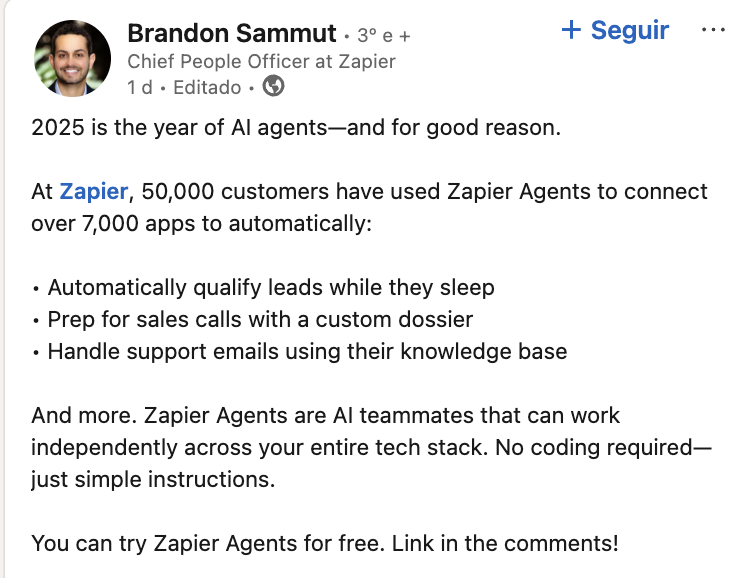 Brandon Sammut • 3º e +
+ Seguir ...
Chief People Officer at Zapier
1 d • Editado •
2025 is the year of AI agents—and for good reason.
At Zapier, 50,000 customers have used Zapier Agents to connect
over 7,000 apps to automatically:
• Automatically qualify leads while they sleep
• Prep for sales calls with a custom dossier
• Handle support emails using their knowledge base
And more. Zapier Agents are AI teammates that can work
independently across your entire tech stack. No coding required—
just simple instructions.
You can try Zapier Agents for free. Link in the comments!